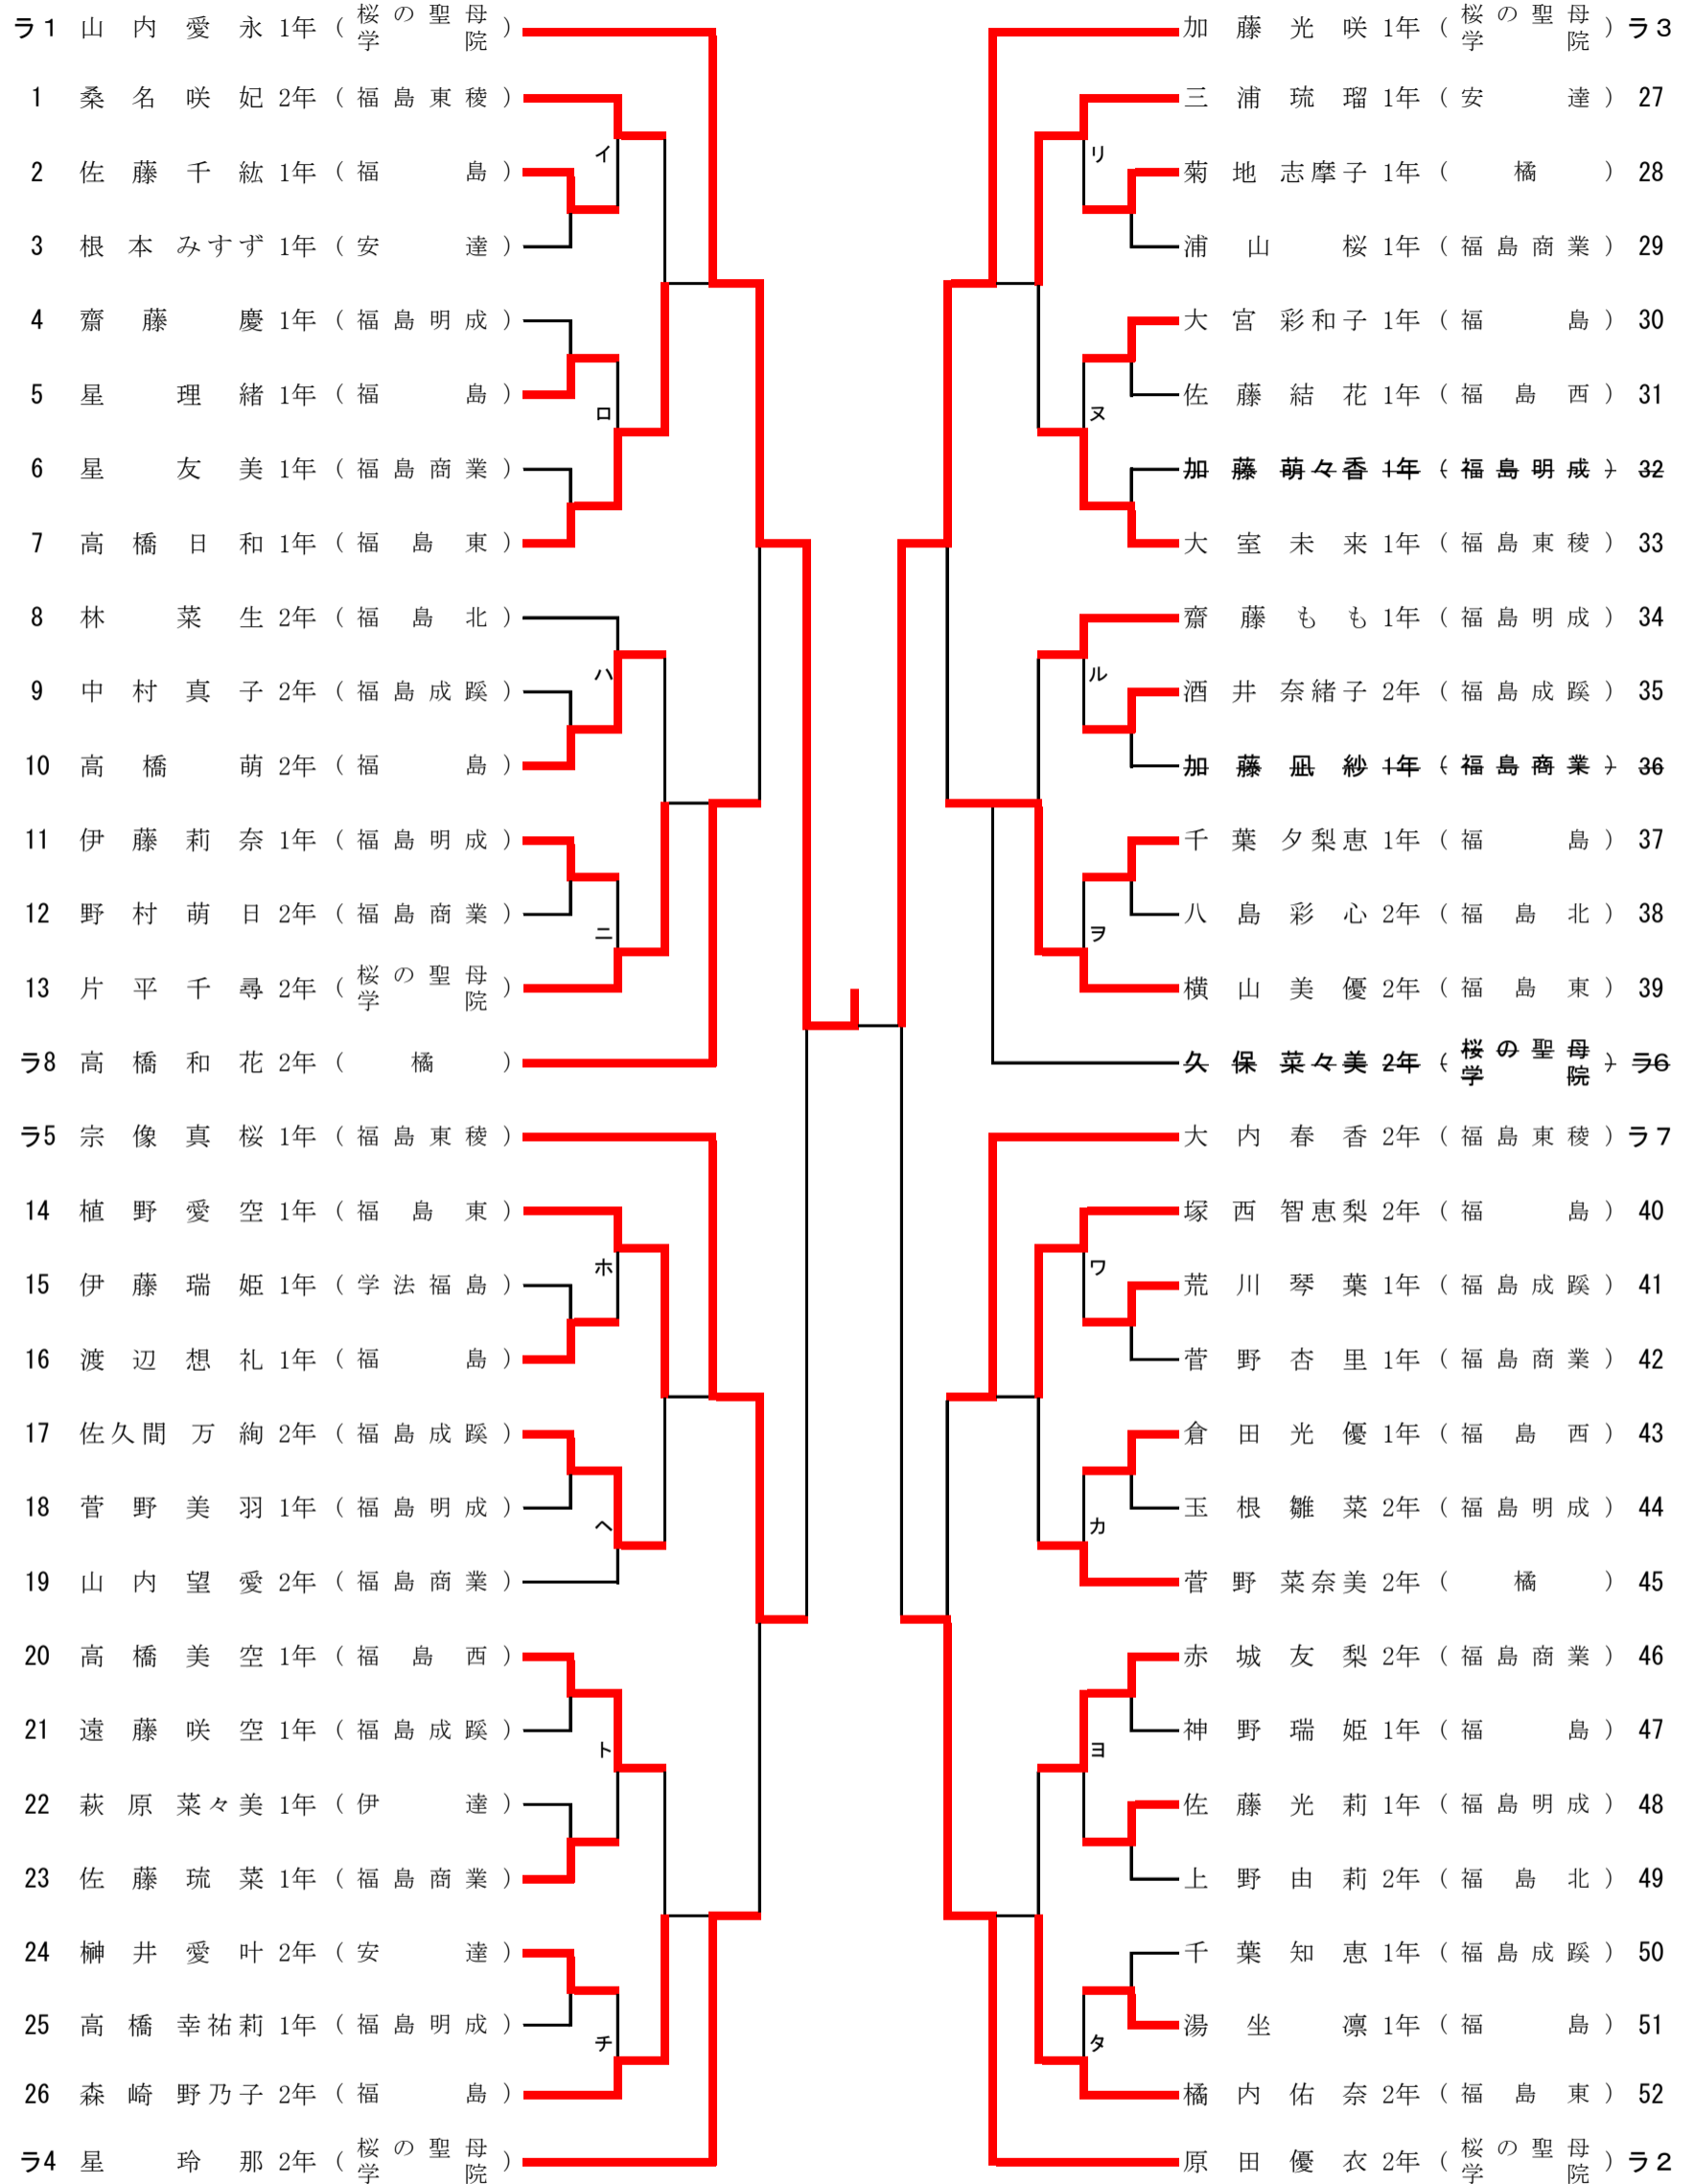 ラ1 山内愛永 1年 (桜の聖母学院)
1 桑名咲妃 2年 (福島東稜)
イ
2 佐藤千紘 1年 (福島)
3 根本みすず 1年 (安達)
4 齋藤慶 1年 (福島明成)
5 星理緒 1年 (福島)
ロ
6 星友美 1年 (福島商業)
7 高橋日和 1年 (福島東)
8 林菜生 2年 (福島北)
ハ
9 中村真子 2年 (福島成蹊)
10 高橋萌 2年 (福島)
11 伊藤莉奈 1年 (福島明成)
12 野村萌日 2年 (福島商業)
ニ
13 片平千尋 2年 (桜の聖母学院)
ラ8 高橋和花 2年 (橘)
ラ5 宗像真桜 1年 (福島東稜)
14 植野愛空 1年 (福島東)
ホ
15 伊藤瑞姫 1年 (学法福島)
16 渡辺想礼 1年 (福島)
17 佐久間万絢 2年 (福島成蹊)
18 菅野美羽 1年 (福島明成)
ヘ
19 山内望愛 2年 (福島商業)
20 高橋美空 1年 (福島西)
21 遠藤咲空 1年 (福島成蹊)
ト
22 萩原菜々美 1年 (伊達)
23 佐藤琉菜 1年 (福島商業)
24 榊井愛叶 2年 (安達)
25 高橋幸祐莉 1年 (福島明成)
チ
26 森崎野乃子 2年 (福島)
ラ4 星玲那 2年 (桜の聖母学院)
加藤光咲 1年 (桜の聖母学院) ラ3
三浦琉瑠 1年 (安達) 27
リ
菊地志摩子 1年 (橘) 28
浦山桜 1年 (福島商業) 29
大宮彩和子 1年 (福島) 30
佐藤結花 1年 (福島西) 31
ヌ
加藤萌々香 1年 (福島明成) 32
大室未来 1年 (福島東稜) 33
齋藤もも 1年 (福島明成) 34
ル
酒井奈緒子 2年 (福島成蹊) 35
加藤凪紗 1年 (福島商業) 36
千葉夕梨恵 1年 (福島) 37
八島彩心 2年 (福島北) 38
ヲ
横山美優 2年 (福島東) 39
久保菜々美 2年 (桜の聖母学院) ラ6
大内春香 2年 (福島東稜) ラ7
塚西智恵梨 2年 (福島) 40
ワ
荒川琴葉 1年 (福島成蹊) 41
菅野杏里 1年 (福島商業) 42
倉田光優 1年 (福島西) 43
玉根雛菜 2年 (福島明成) 44
カ
菅野菜奈美 2年 (橘) 45
赤城友梨 2年 (福島商業) 46
神野瑞姫 1年 (福島) 47
ヨ
佐藤光莉 1年 (福島明成) 48
上野由莉 2年 (福島北) 49
千葉知恵 1年 (福島成蹊) 50
湯坐凛 1年 (福島) 51
タ
橘内佑奈 2年 (福島東) 52
原田優衣 2年 (桜の聖母学院) ラ2